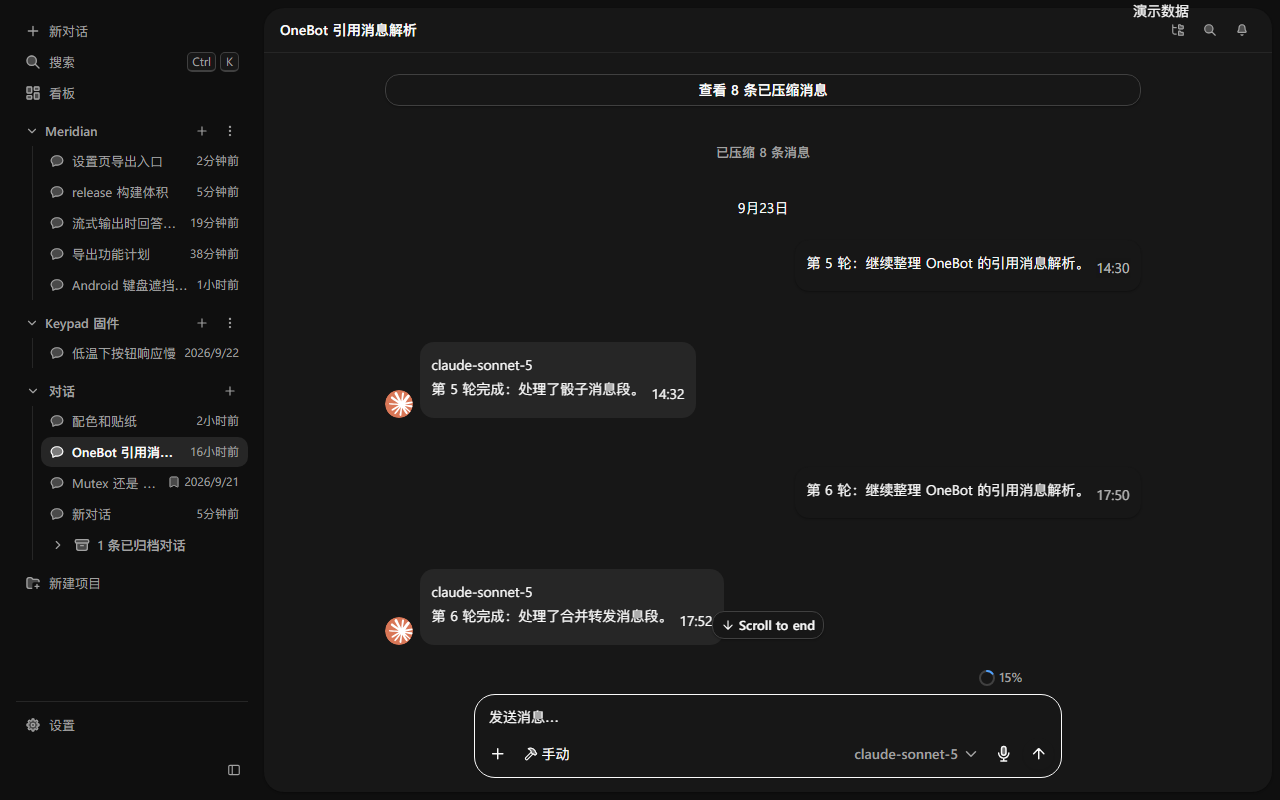 新对话
搜索 Ctrl K
看板
Meridian
设置页导出入口 2分钟前
release 构建体积 5分钟前
流式输出时回答… 19分钟前
导出功能计划 38分钟前
Android 键盘遮挡… 1小时前
Keypad 固件
低温下按钮响应慢 2026/9/22
对话
配色和贴纸 2小时前
OneBot 引用消… 16小时前
Mutex 还是 … 2026/9/21
新对话 5分钟前
1 条已归档对话
新建项目
设置
演示数据
OneBot 引用消息解析
查看 8 条已压缩消息
已压缩 8 条消息
9月23日
第 5 轮：继续整理 OneBot 的引用消息解析。 14:30
claude-sonnet-5
第 5 轮完成：处理了骰子消息段。 14:32
第 6 轮：继续整理 OneBot 的引用消息解析。 17:50
claude-sonnet-5
第 6 轮完成：处理了合并转发消息段。 17:52
Scroll to end
15%
发送消息…
手动 claude-sonnet-5